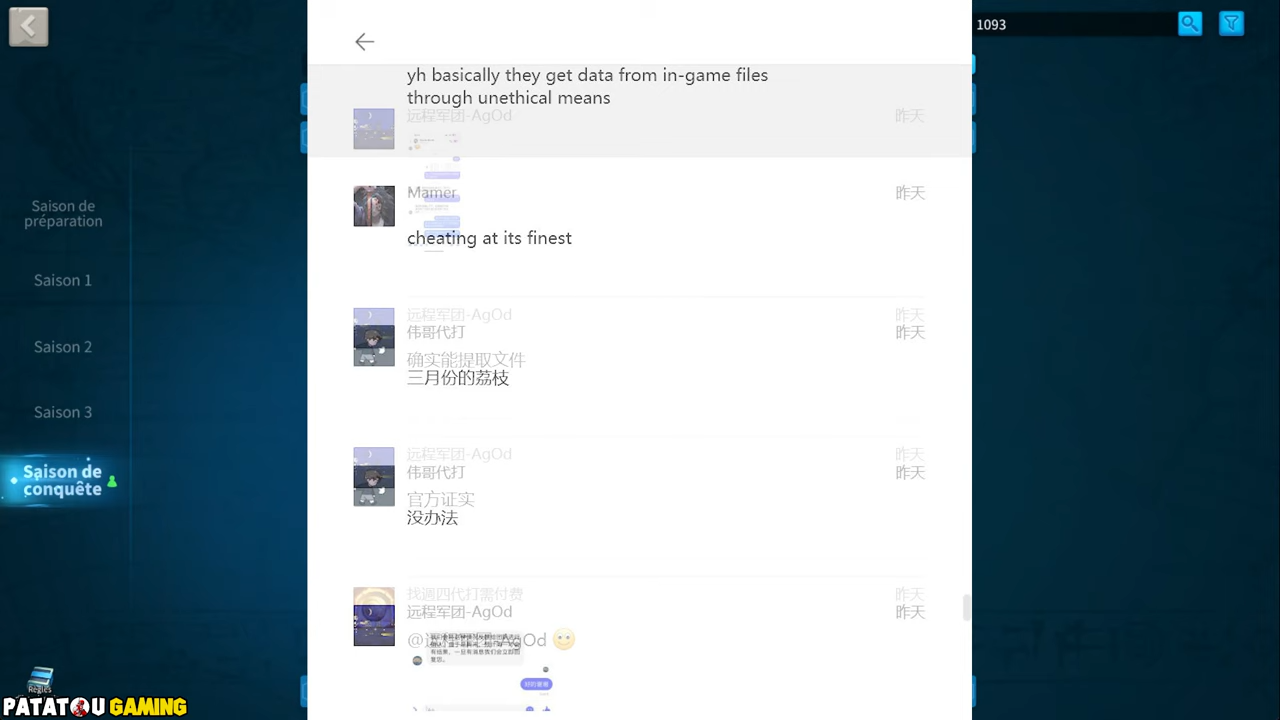 1093
yh basically they get data from in-game files
through unethical means
远程军团-AgOd
昨天
Mamer
昨天
cheating at its finest
远程军团-AgOd
昨天
伟哥代打
昨天
确实能提取文件
三月份的荔枝
远程军团-AgOd
昨天
伟哥代打
昨天
官方证实
没办法
找週四代打需付费
昨天
远程军团-AgOd
昨天
Saison de
préparation
Saison 1
Saison 2
Saison 3
Saison de
conquête
Règles
PATATOU GAMING